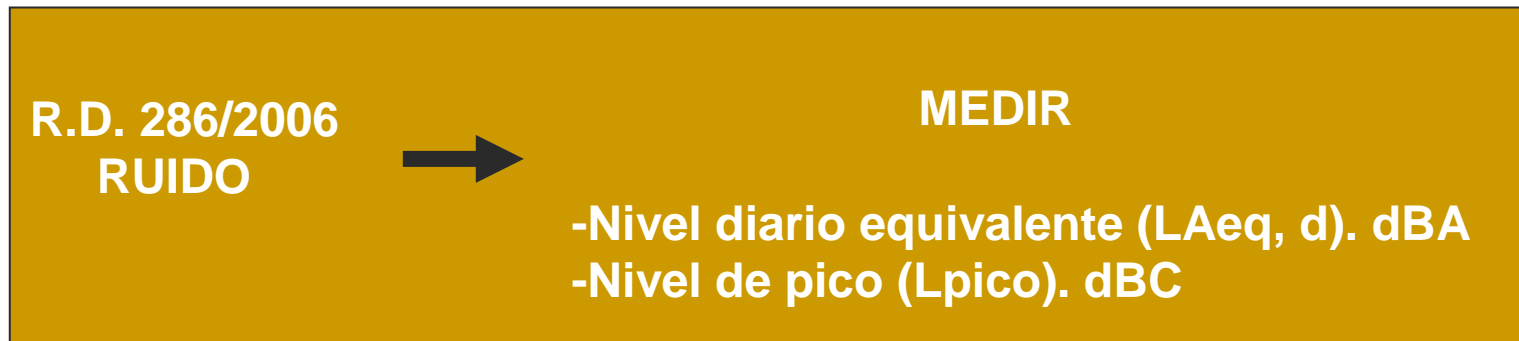 R.D. 286/2006
RUIDO
MEDIR
-Nivel diario equivalente (LAeq, d). dBA
-Nivel de pico (Lpico). dBC